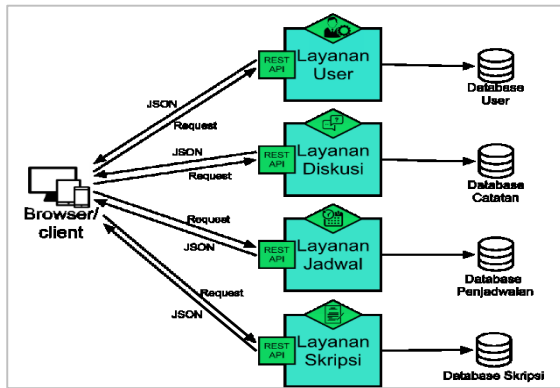 Layanan
User
REST
API
Database
User
JSON
Request
Layanan
Diskusi
REST
API
Database
Catatan
JSON
Request
Browser/
client
Layanan
Jadwal
REST
API
Database
Penjadwalan
Request
JSON
Layanan
Skripsi
REST
API
Database Skripsi
Request
JSON